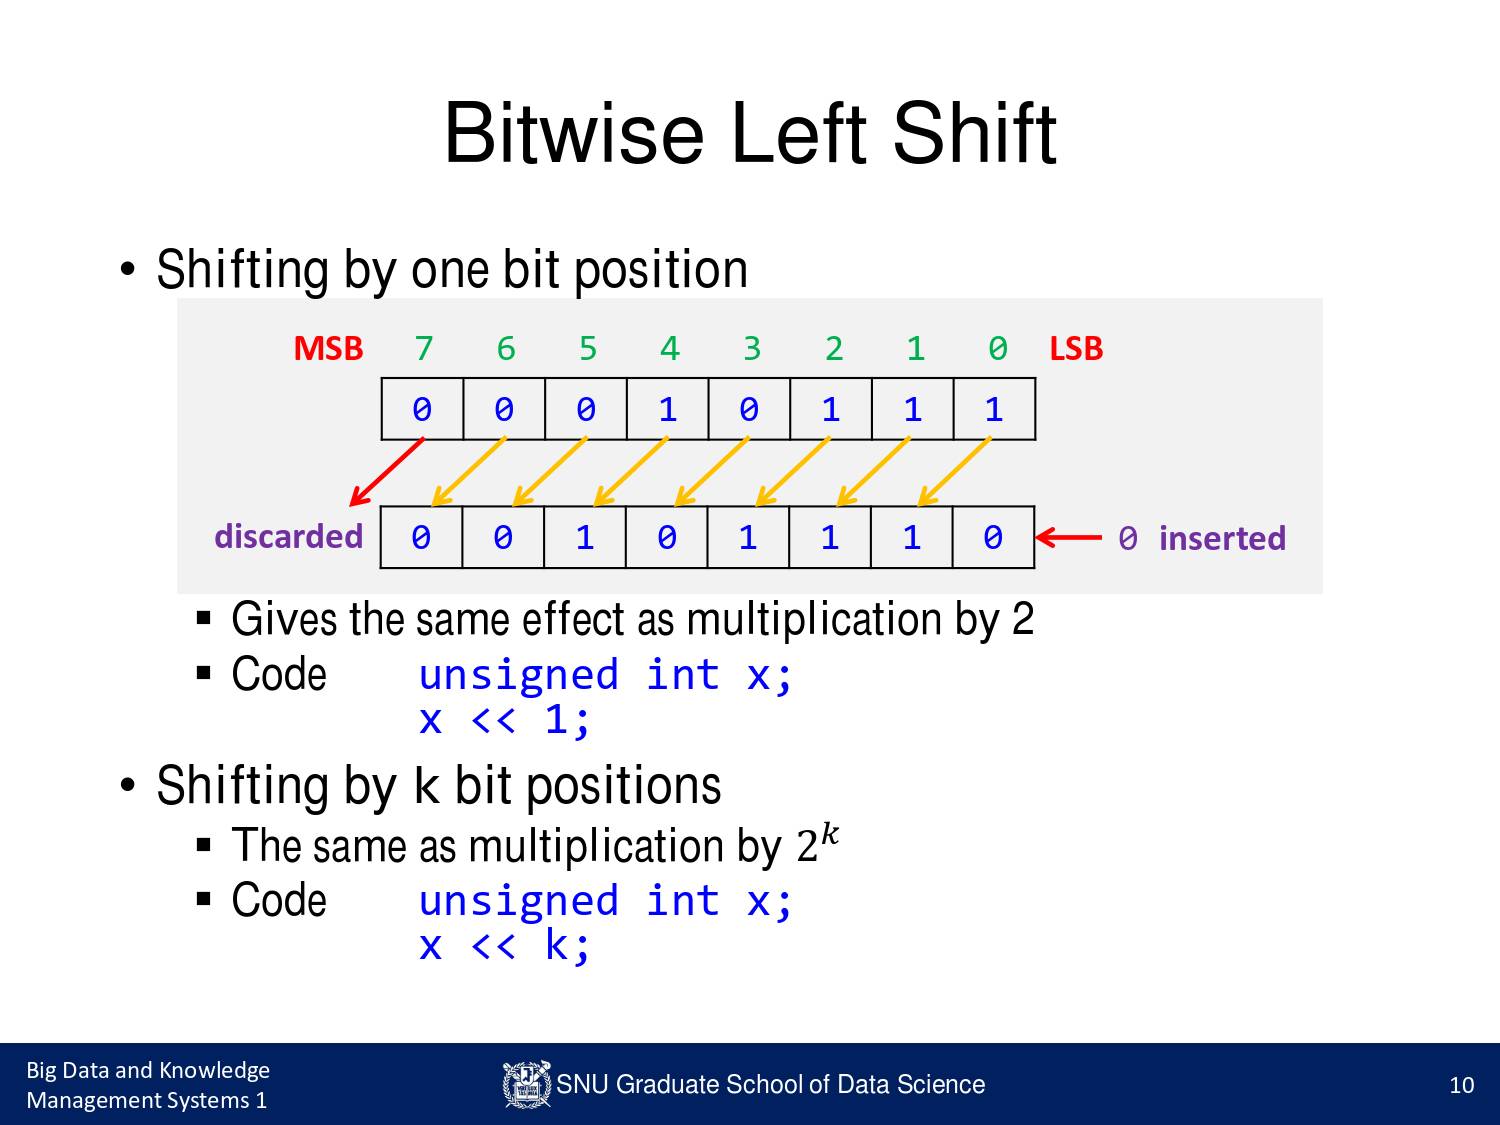 Bitwise Left Shift
• Shifting by one bit position
MSB 7 6 5 4 3 2 1 0 LSB
0 0 0 1 0 1 1 1
discarded 0 0 1 0 1 1 1 0 0 inserted
▪ Gives the same effect as multiplication by 2
▪ Code unsigned int x;
x << 1;
• Shifting by k bit positions
▪ The same as multiplication by 2^k
▪ Code unsigned int x;
x << k;
Big Data and Knowledge
Management Systems 1
SNU Graduate School of Data Science
10